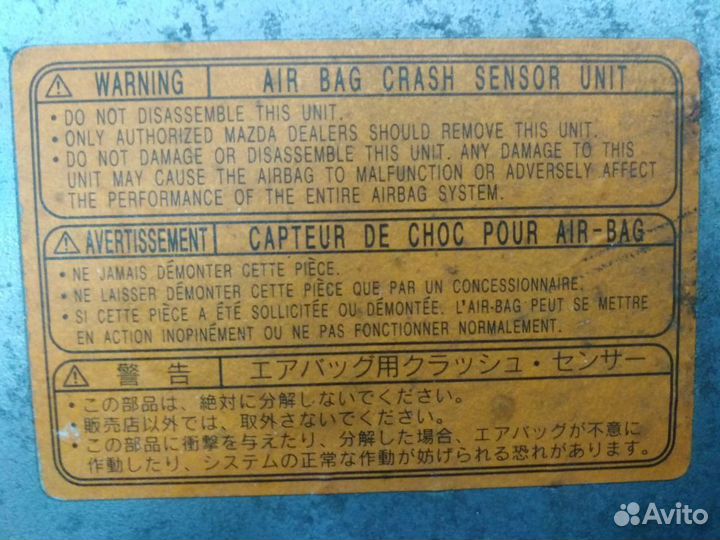 ⚠ WARNING | AIR BAG CRASH SENSOR UNIT
• DO NOT DISASSEMBLE THIS UNIT.
• ONLY AUTHORIZED MAZDA DEALERS SHOULD REMOVE THIS UNIT.
• DO NOT DAMAGE OR DISASSEMBLE THIS UNIT. ANY DAMAGE TO THIS
UNIT MAY CAUSE THE AIRBAG TO MALFUNCTION OR ADVERSELY AFFECT
THE PERFORMANCE OF THE ENTIRE AIRBAG SYSTEM.
⚠ AVERTISSEMENT | CAPTEUR DE CHOC POUR AIR-BAG
• NE JAMAIS DÉMONTER CETTE PIÈCE.
• NE LAISSER DÉMONTER CETTE PIÈCE QUE PAR UN CONCESSIONNAIRE.
• SI CETTE PIÈCE A ÉTÉ SOLLICITÉE OU DÉMONTÉE. L'AIR-BAG PEUT SE METTRE
EN ACTION INOPINÉMENT OU NE PAS FONCTIONNER NORMALEMENT.
⚠ 警告 | エアバッグ用クラッシュ・センサー
• この部品は、絶対に分解しないでください。
• 販売店以外では、取外さないでください。
• この部品に衝撃を与えたり、分解した場合、エアバッグが不意に
作動したり、システムの正常な作動が妨げられる恐れがあります。
Avito